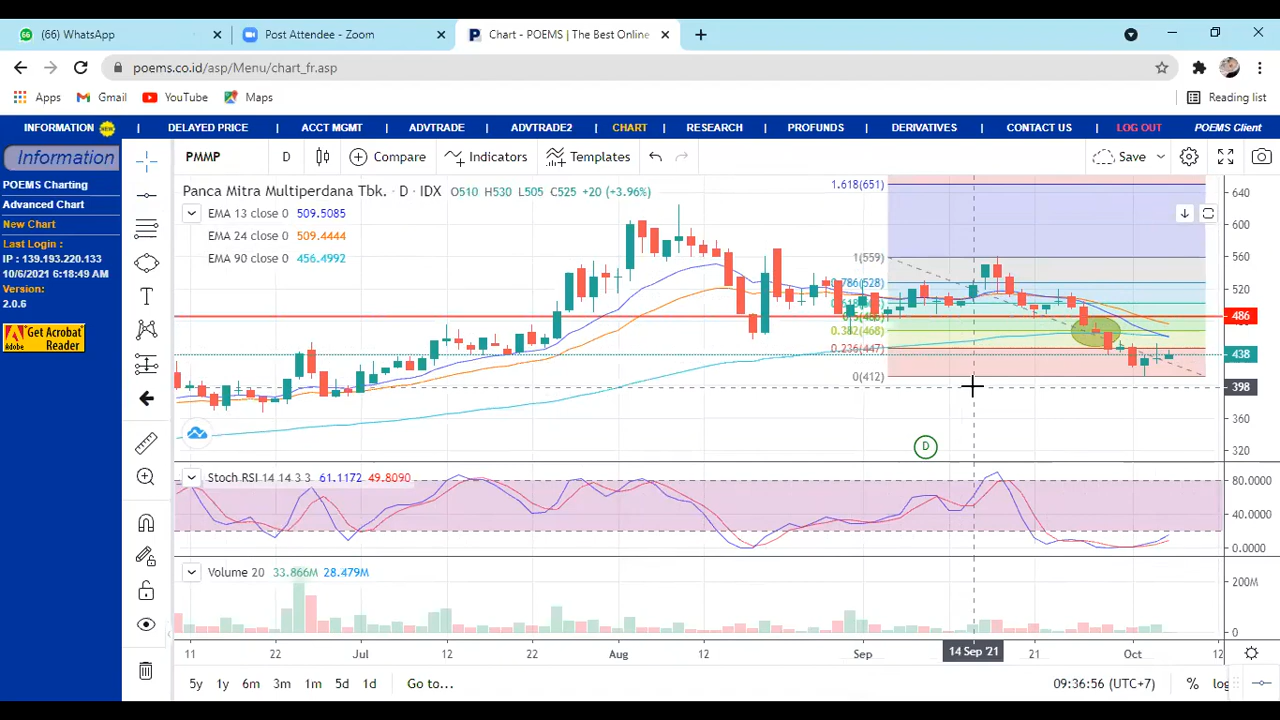 66 (66) WhatsApp
Post Attendee - Zoom
P Chart - POEMS | The Best Online
poems.co.id/asp/Menu/chart_fr.asp
Apps Gmail YouTube Maps Reading list
INFORMATION NEW | DELAYED PRICE | ACCT MGMT | ADVTRADE | ADVTRADE2 | CHART | RESEARCH | PROFUNDS | DERIVATIVES | CONTACT US | LOG OUT POEMS Client
Information
POEMS Charting
Advanced Chart
New Chart
Last Login :
IP : 139.193.220.133
10/6/2021 6:18:49 AM
Version:
2.0.6
Get Acrobat
Reader
Adobe
PMMP D Compare Indicators Templates Save
Panca Mitra Multiperdana Tbk. · D · IDX O510 H530 L505 C525 +20 (+3.96%)
EMA 13 close 0 509.5085
EMA 24 close 0 509.4444
EMA 90 close 0 456.4992
1.618(651)
1(559)
0.786(528)
0.382(468)
0.236(447)
0(412)
640
600
560
520
486
438
398
360
320
D
Stoch RSI 14 14 3 3 61.1172 49.8090
80.0000
40.0000
0.0000
Volume 20 33.866M 28.479M
200M
0
11 22 Jul 12 22 Aug 12 Sep 14 Sep '21 21 Oct 12
5y 1y 6m 3m 1m 5d 1d Go to... 09:36:56 (UTC+7) % log